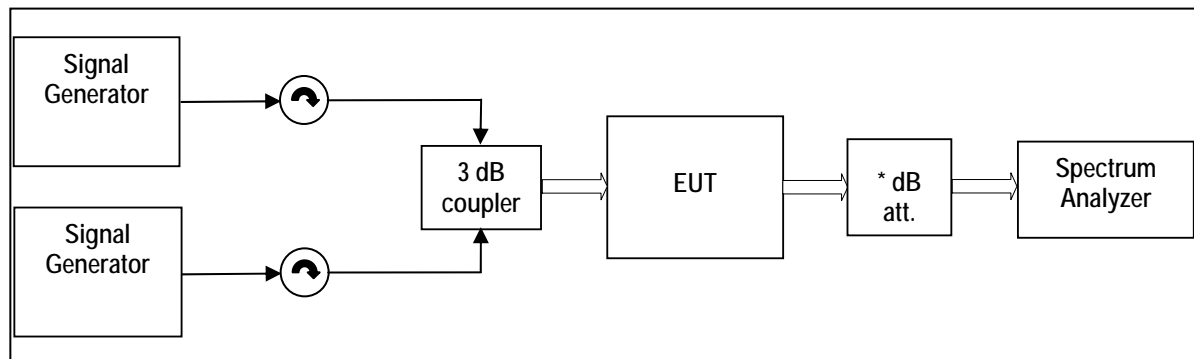 Signal
Generator
3 dB
coupler
EUT
* dB
att.
Spectrum
Analyzer
Signal
Generator